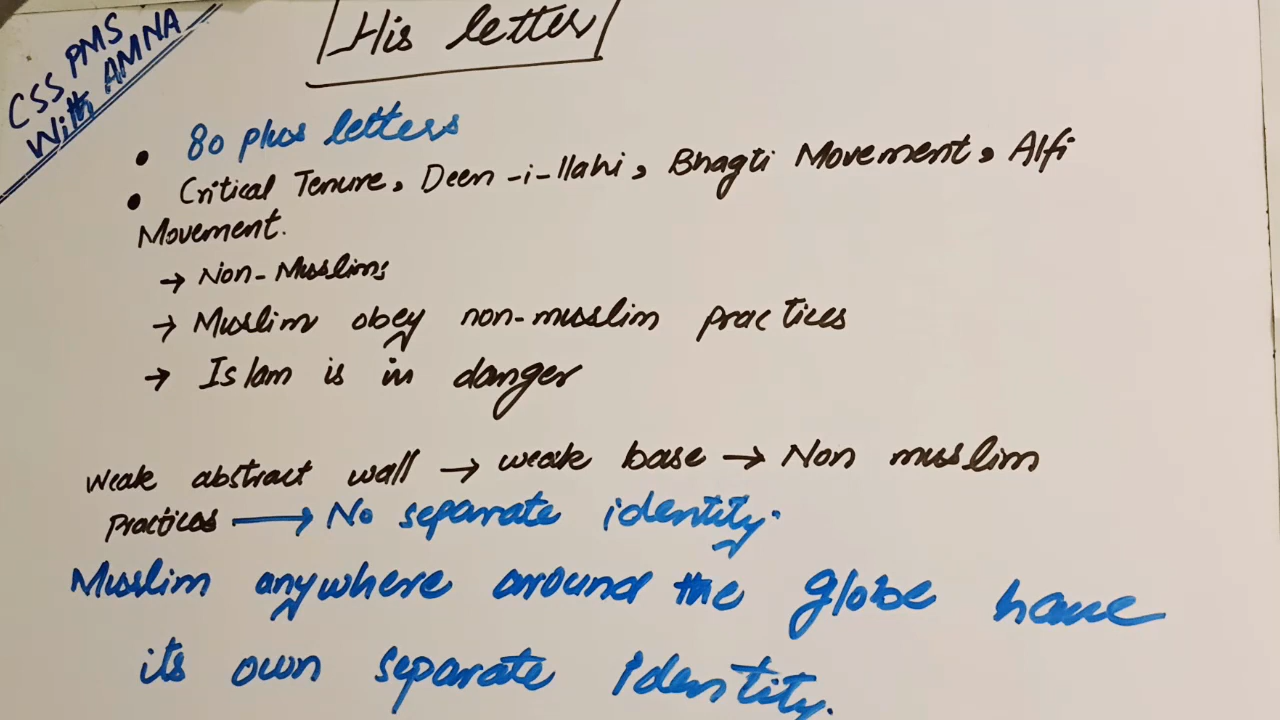 CSS PMS
With AMNA
His letter
• 80 plus letters
• Critical Tenure, Deen-i-llahi, Bhagti Movement, Alfi
Movement.
→ Non-Muslims
→ Muslim obey non-muslim practices
→ Islam is in danger
Weak abstract wall → weak base → Non muslim
Practices → No separate identity.
Muslim anywhere around the globe have
its own separate identity.